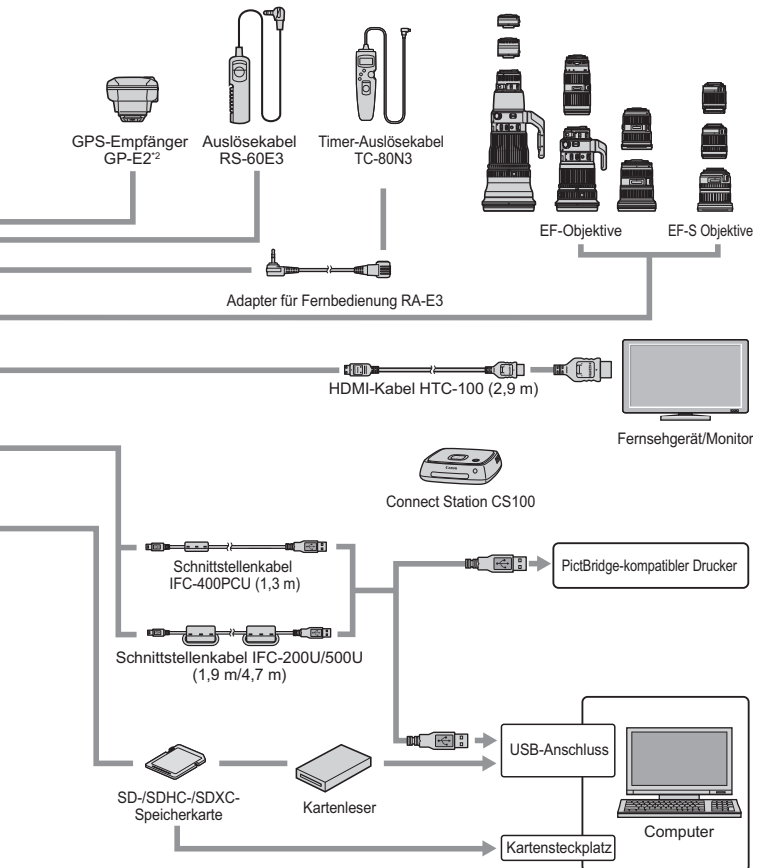 GPS-Empfänger
GP-E2*2
Auslösekabel
RS-60E3
Timer-Auslösekabel
TC-80N3
EF-Objektive
EF-S Objektive
Adapter für Fernbedienung RA-E3
HDMI-Kabel HTC-100 (2,9 m)
Fernsehgerät/Monitor
Canon
Connect Station CS100
Schnittstellenkabel
IFC-400PCU (1,3 m)
PictBridge-kompatibler Drucker
Schnittstellenkabel IFC-200U/500U
(1,9 m/4,7 m)
USB-Anschluss
SD-/SDHC-/SDXC-
Speicherkarte
Kartenleser
Computer
Kartensteckplatz